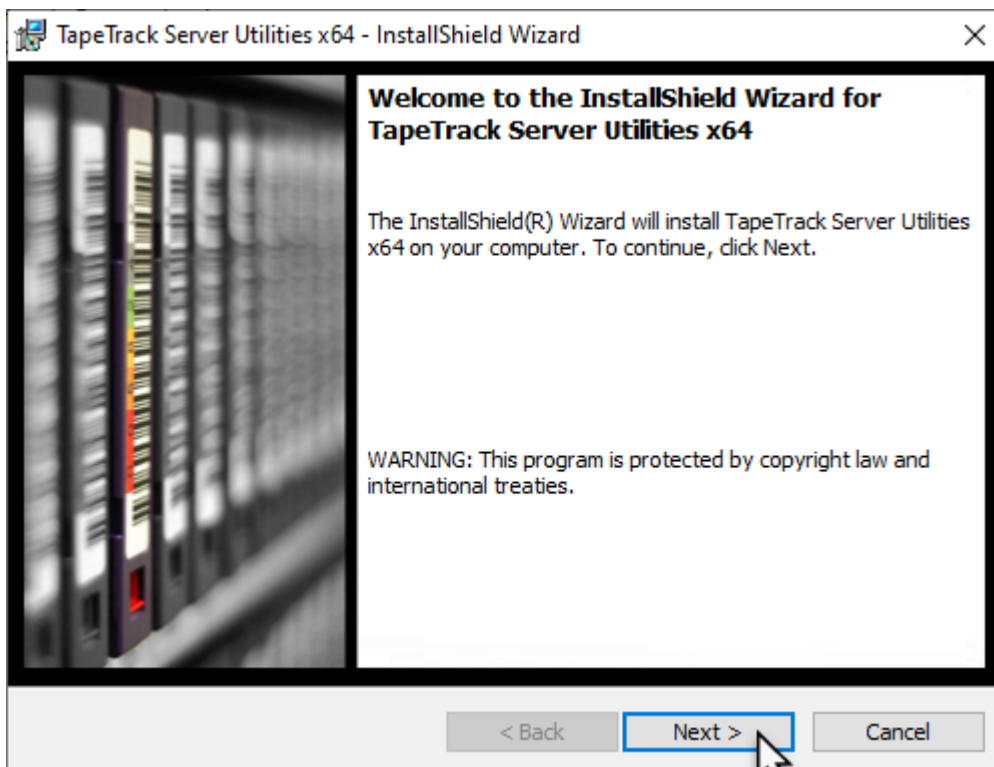 TapeTrack Server Utilities x64 - InstallShield Wizard
Welcome to the InstallShield Wizard for
TapeTrack Server Utilities x64
The InstallShield(R) Wizard will install TapeTrack Server Utilities
x64 on your computer. To continue, click Next.
WARNING: This program is protected by copyright law and
international treaties.
< Back
Next >
Cancel